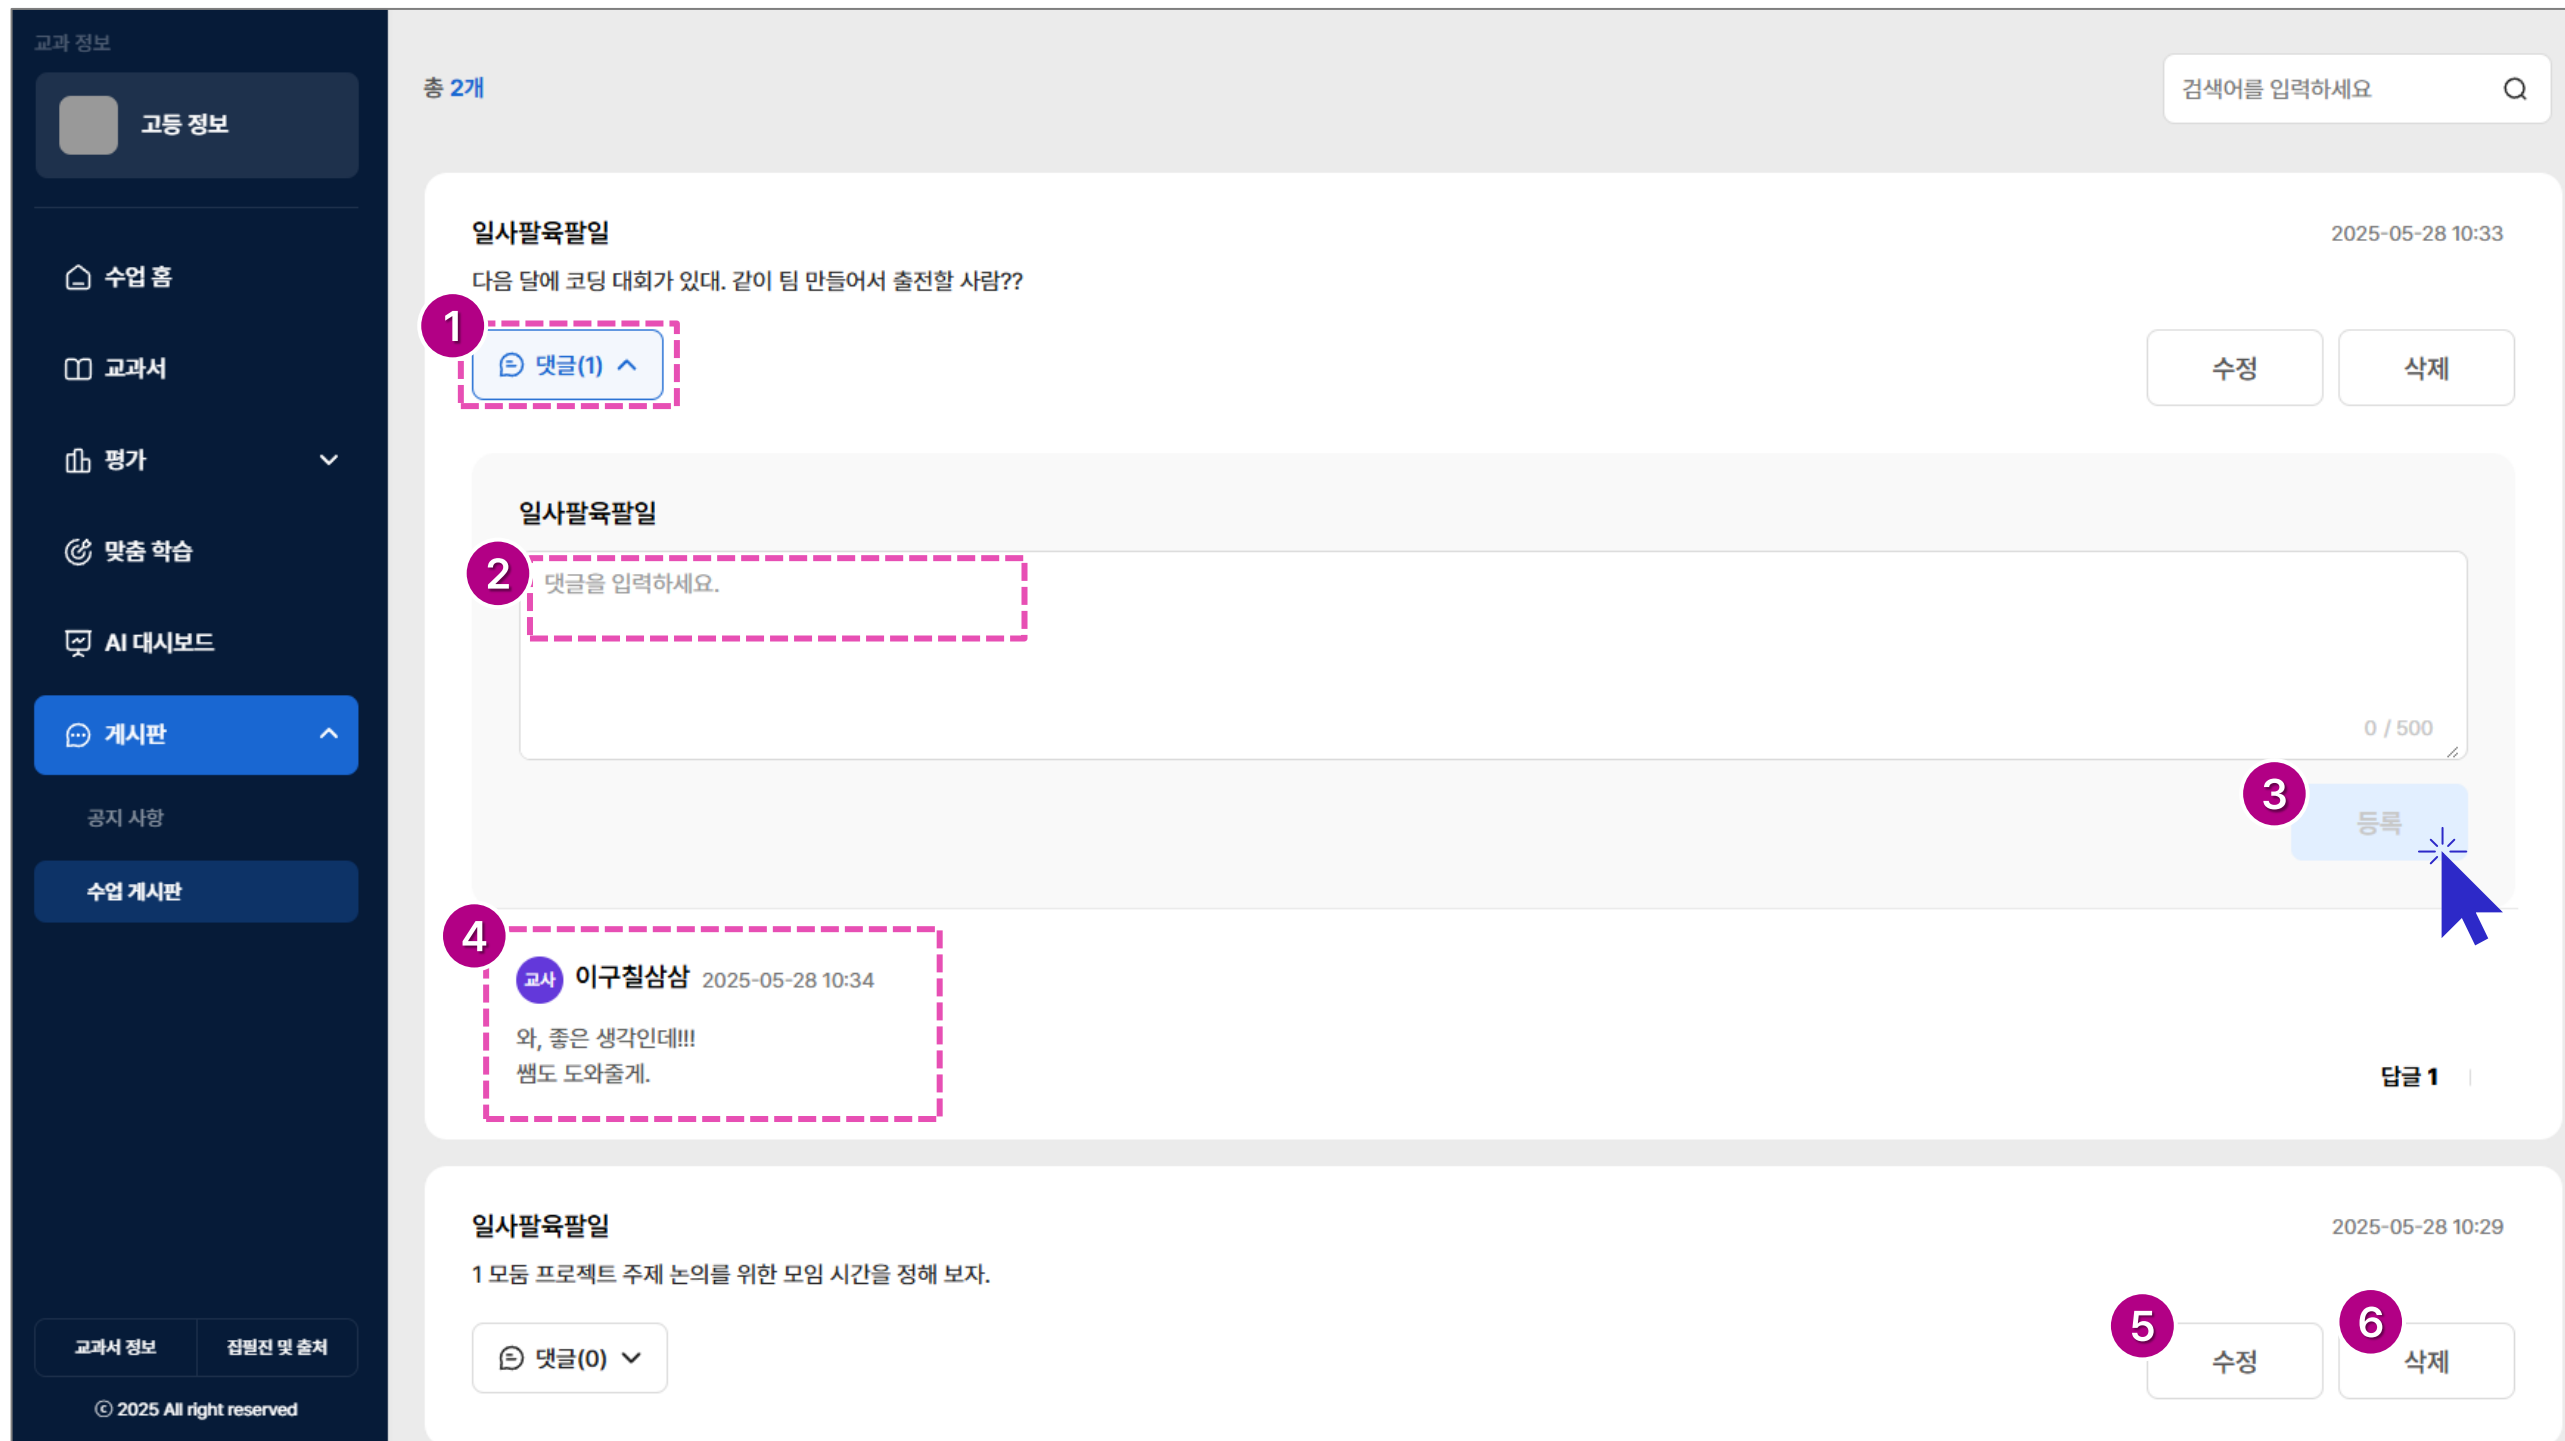 교과 정보
고등 정보
수업 홈
교과서
평가
맞춤 학습
AI 대시보드
게시판
공지 사항
수업 게시판
교과서 정보
집필진 및 출처
ⓒ 2025 All right reserved
총 2개
검색어를 입력하세요
일사팔육팔일
2025-05-28 10:33
다음 달에 코딩 대회가 있대. 같이 팀 만들어서 출전할 사람??
1
댓글(1)
수정
삭제
일사팔육팔일
2
댓글을 입력하세요.
0 / 500
3
등록
4
교사 이구칠삼삼 2025-05-28 10:34
와, 좋은 생각인데!!!
쌤도 도와줄게.
답글 1
일사팔육팔일
2025-05-28 10:29
1 모둠 프로젝트 주제 논의를 위한 모임 시간을 정해 보자.
댓글(0)
5
수정
6
삭제